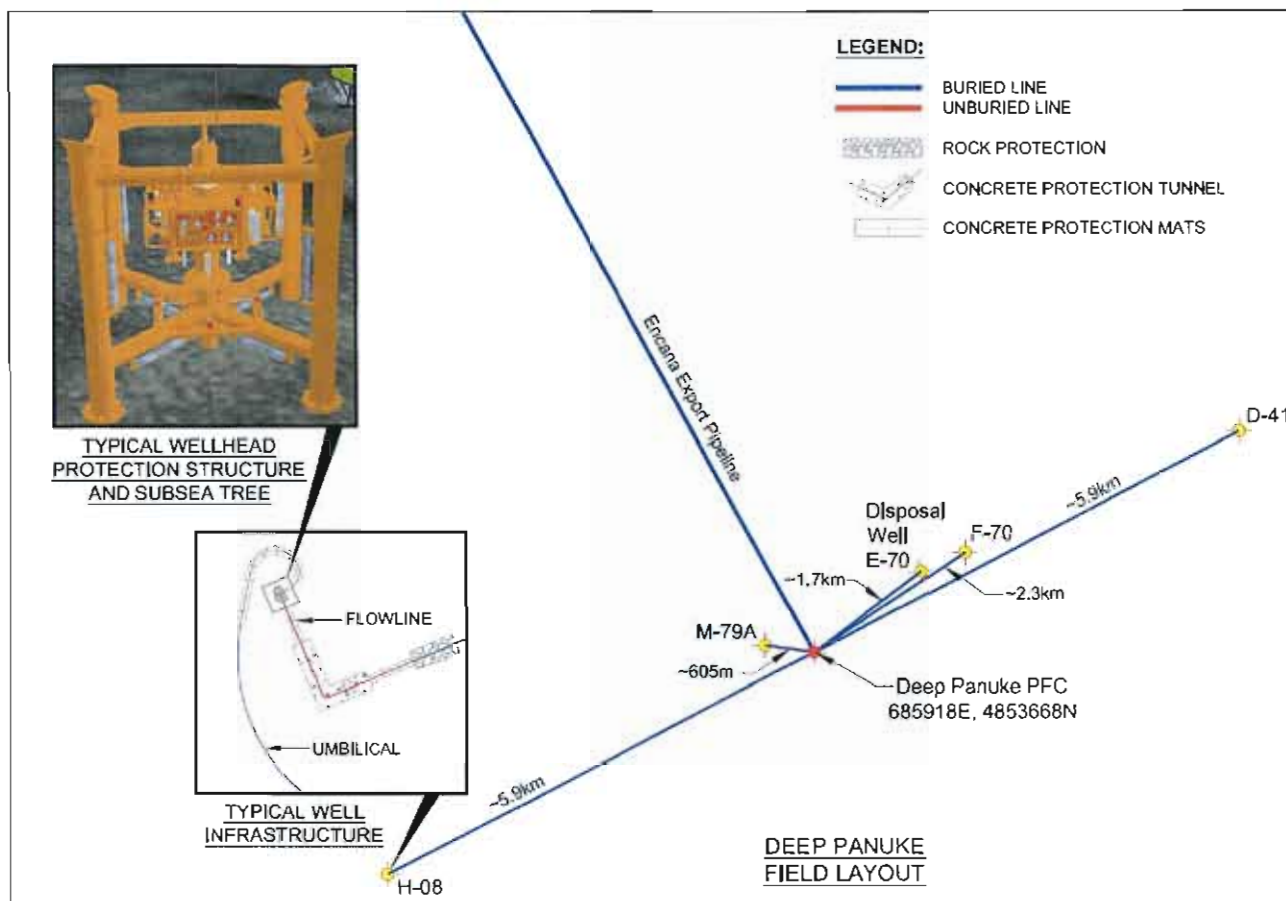 LEGEND:
BURIED LINE
UNBURIED LINE
ROCK PROTECTION
CONCRETE PROTECTION TUNNEL
CONCRETE PROTECTION MATS
TYPICAL WELLHEAD
PROTECTION STRUCTURE
AND SUBSEA TREE
Encana Export Pipeline
D-41
~5.9km
Disposal
Well
E-70
F-70
~1.7km
~2.3km
M-79A
~605m
Deep Panuke PFC
685918E, 4853668N
FLOWLINE
UMBILICAL
TYPICAL WELL
INFRASTRUCTURE
~5.9km
H-08
DEEP PANUKE
FIELD LAYOUT